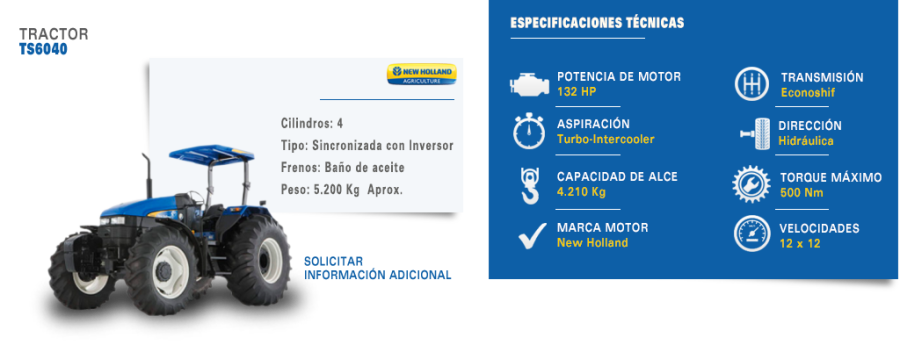 TRACTOR
TS6040
NEW HOLLAND
AGRICULTURE
Cilindros: 4
Tipo: Sincronizada con Inversor
Frenos: Baño de aceite
Peso: 5.200 Kg Aprox.
SOLICITAR
INFORMACIÓN ADICIONAL
ESPECIFICACIONES TÉCNICAS
POTENCIA DE MOTOR
132 HP
TRANSMISIÓN
Econoshif
ASPIRACIÓN
Turbo-Intercooler
DIRECCIÓN
Hidráulica
CAPACIDAD DE ALCE
4.210 Kg
TORQUE MÁXIMO
500 Nm
MARCA MOTOR
New Holland
VELOCIDADES
12 x 12